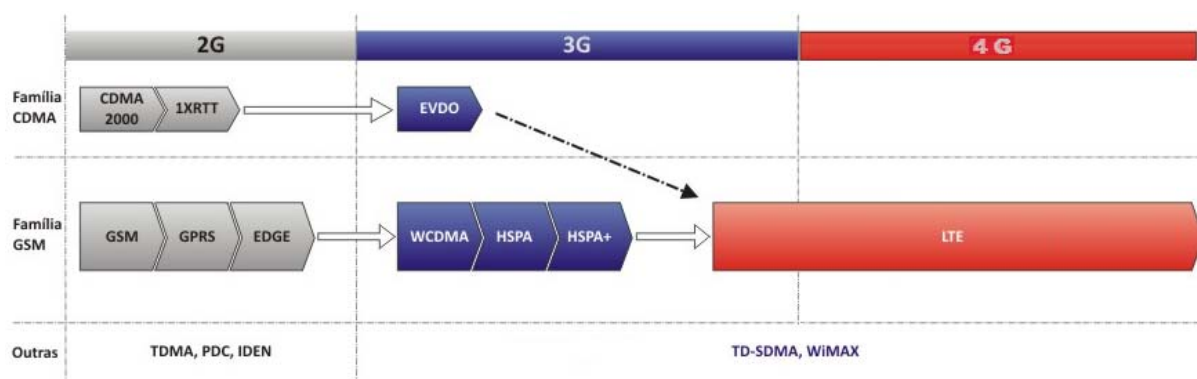 2G
3G
4 G
Família
CDMA
CDMA
2000
1XRTT
EVDO
Família
GSM
GSM
GPRS
EDGE
WCDMA
HSPA
HSPA+
LTE
Outras
TDMA, PDC, IDEN
TD-SDMA, WiMAX